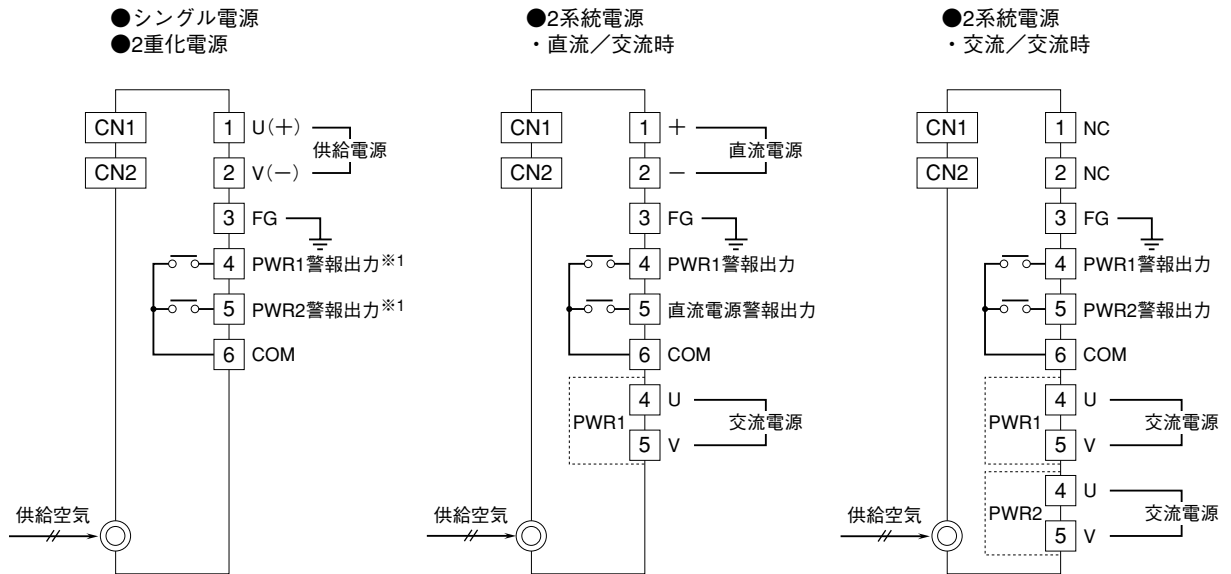 ●シングル電源
●2重化電源
CN1
CN2
1 U(+)
供給電源
2 V(−)
3 FG
4 PWR1警報出力※1
5 PWR2警報出力※1
6 COM
供給空気
●2系統電源
・直流／交流時
CN1
CN2
1 +
直流電源
2 −
3 FG
4 PWR1警報出力
5 直流電源警報出力
6 COM
PWR1
4 U
交流電源
5 V
供給空気
●2系統電源
・交流／交流時
CN1
CN2
1 NC
2 NC
3 FG
4 PWR1警報出力
5 PWR2警報出力
6 COM
PWR1
4 U
交流電源
5 V
PWR2
4 U
交流電源
5 V
供給空気